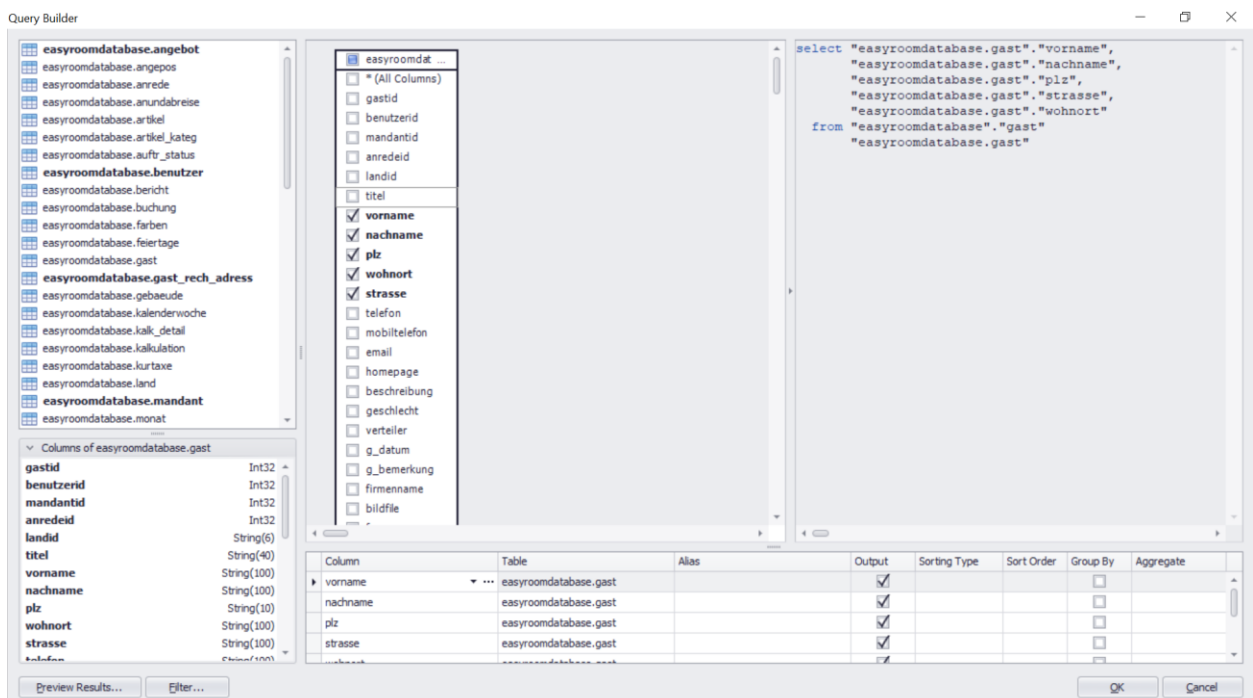 Query Builder
easyroomdatabase.angebot
easyroomdatabase.angepos
easyroomdatabase.anrede
easyroomdatabase.anundabreise
easyroomdatabase.artikel
easyroomdatabase.artikel_kateg
easyroomdatabase.auftr_status
easyroomdatabase.benutzer
easyroomdatabase.bericht
easyroomdatabase.buchung
easyroomdatabase.farben
easyroomdatabase.feiertage
easyroomdatabase.gast
easyroomdatabase.gast_rech_adress
easyroomdatabase.gebaeude
easyroomdatabase.kalenderwoche
easyroomdatabase.kalk_detail
easyroomdatabase.kalkulation
easyroomdatabase.kurtaxe
easyroomdatabase.land
easyroomdatabase.mandant
easyroomdatabase.monat
Columns of easyroomdatabase.gast
gastid Int32
benutzerid Int32
mandantid Int32
anredeid Int32
landid String(6)
titel String(40)
vorname String(100)
nachname String(100)
plz String(10)
wohnort String(100)
strasse String(100)
telefon String(100)
easyroomdat ...
* (All Columns)
gastid
benutzerid
mandantid
anredeid
landid
titel
vorname
nachname
plz
wohnort
strasse
telefon
mobiltelefon
email
homepage
beschreibung
geschlecht
verteiler
g_datum
g_bemerkung
firmenname
bildfile
select "easyroomdatabase.gast"."vorname",
"easyroomdatabase.gast"."nachname",
"easyroomdatabase.gast"."plz",
"easyroomdatabase.gast"."strasse",
"easyroomdatabase.gast"."wohnort"
from "easyroomdatabase"."gast"
"easyroomdatabase.gast"
Column Table Alias Output Sorting Type Sort Order Group By Aggregate
vorname ... easyroomdatabase.gast
nachname easyroomdatabase.gast
plz easyroomdatabase.gast
strasse easyroomdatabase.gast
wohnort easyroomdatabase.gast
Preview Results... Filter... OK Cancel